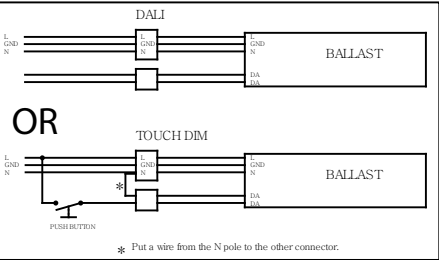 DALI
L
GND
N
L
GND
N
L
GND
N
BALLAST
DA
DA
OR
TOUCH DIM
L
GND
N
L
GND
N
L
GND
N
BALLAST
*
DA
DA
PUSH BUTTON
* Put a wire from the N pole to the other connector.